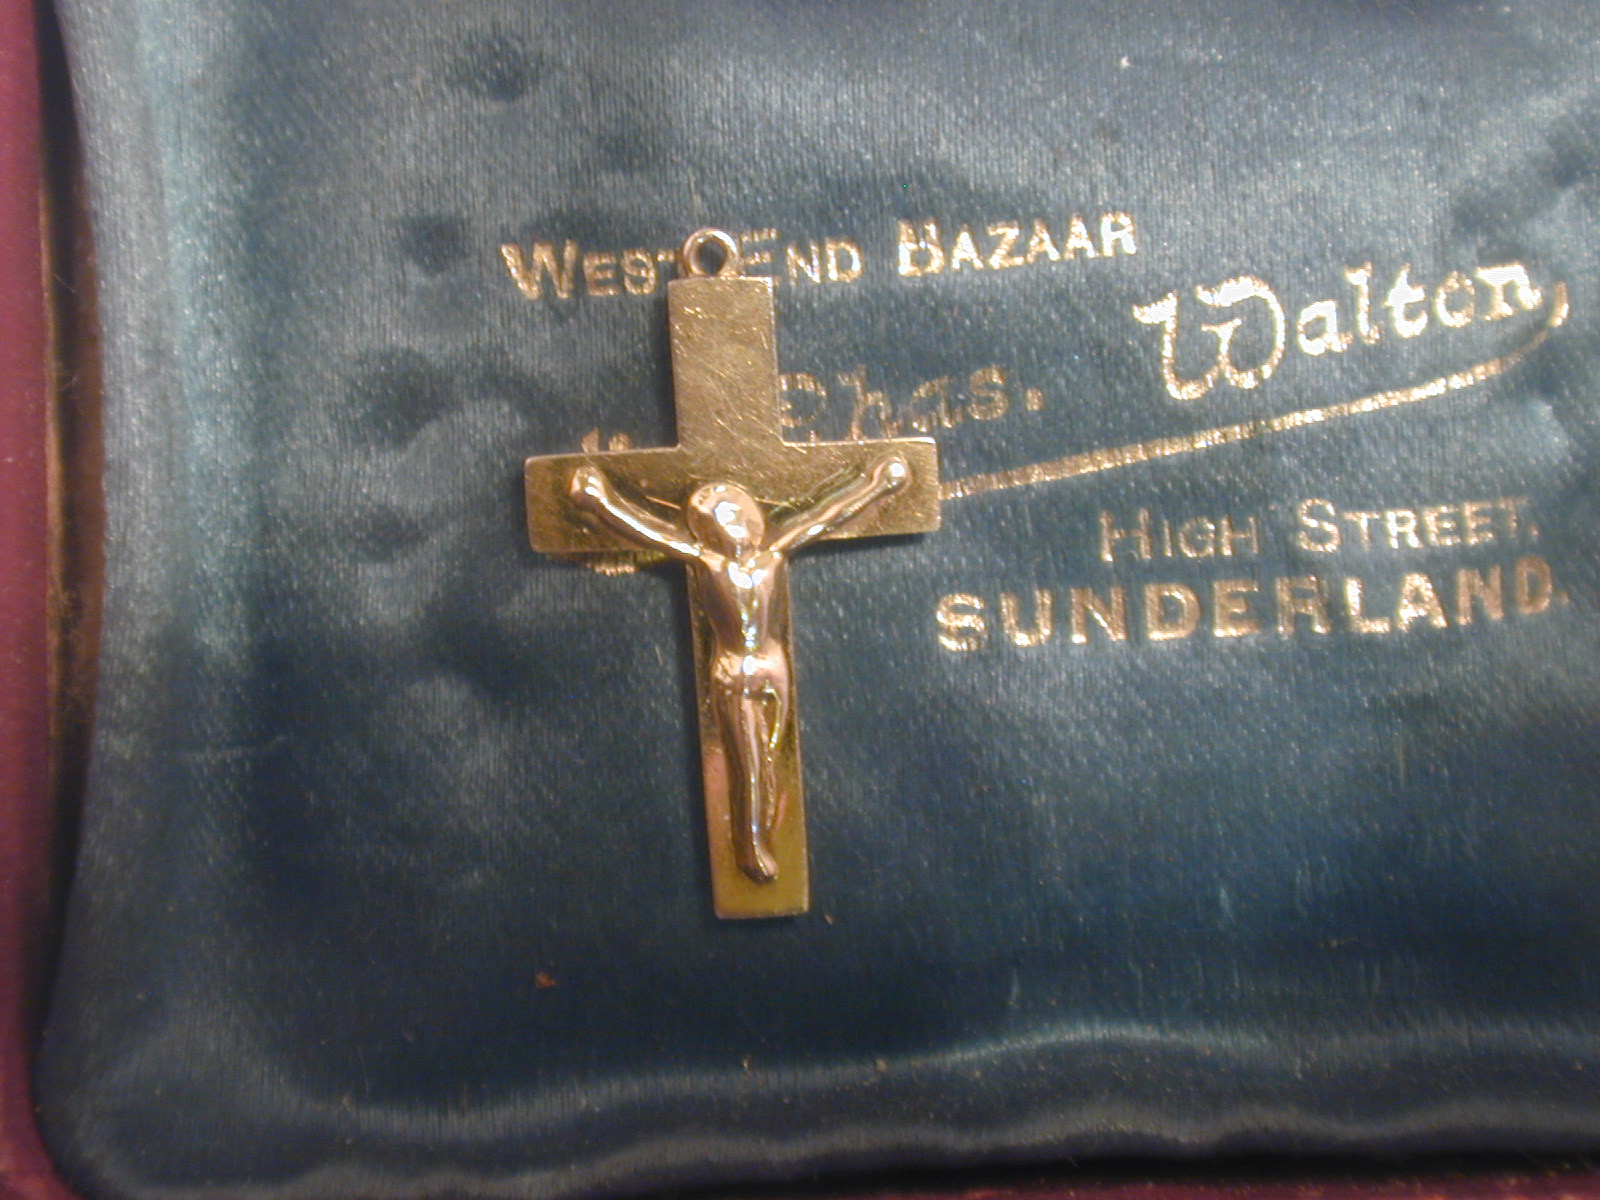 WEST END BAZAAR
Chas. Walton,
HIGH STREET,
SUNDERLAND.